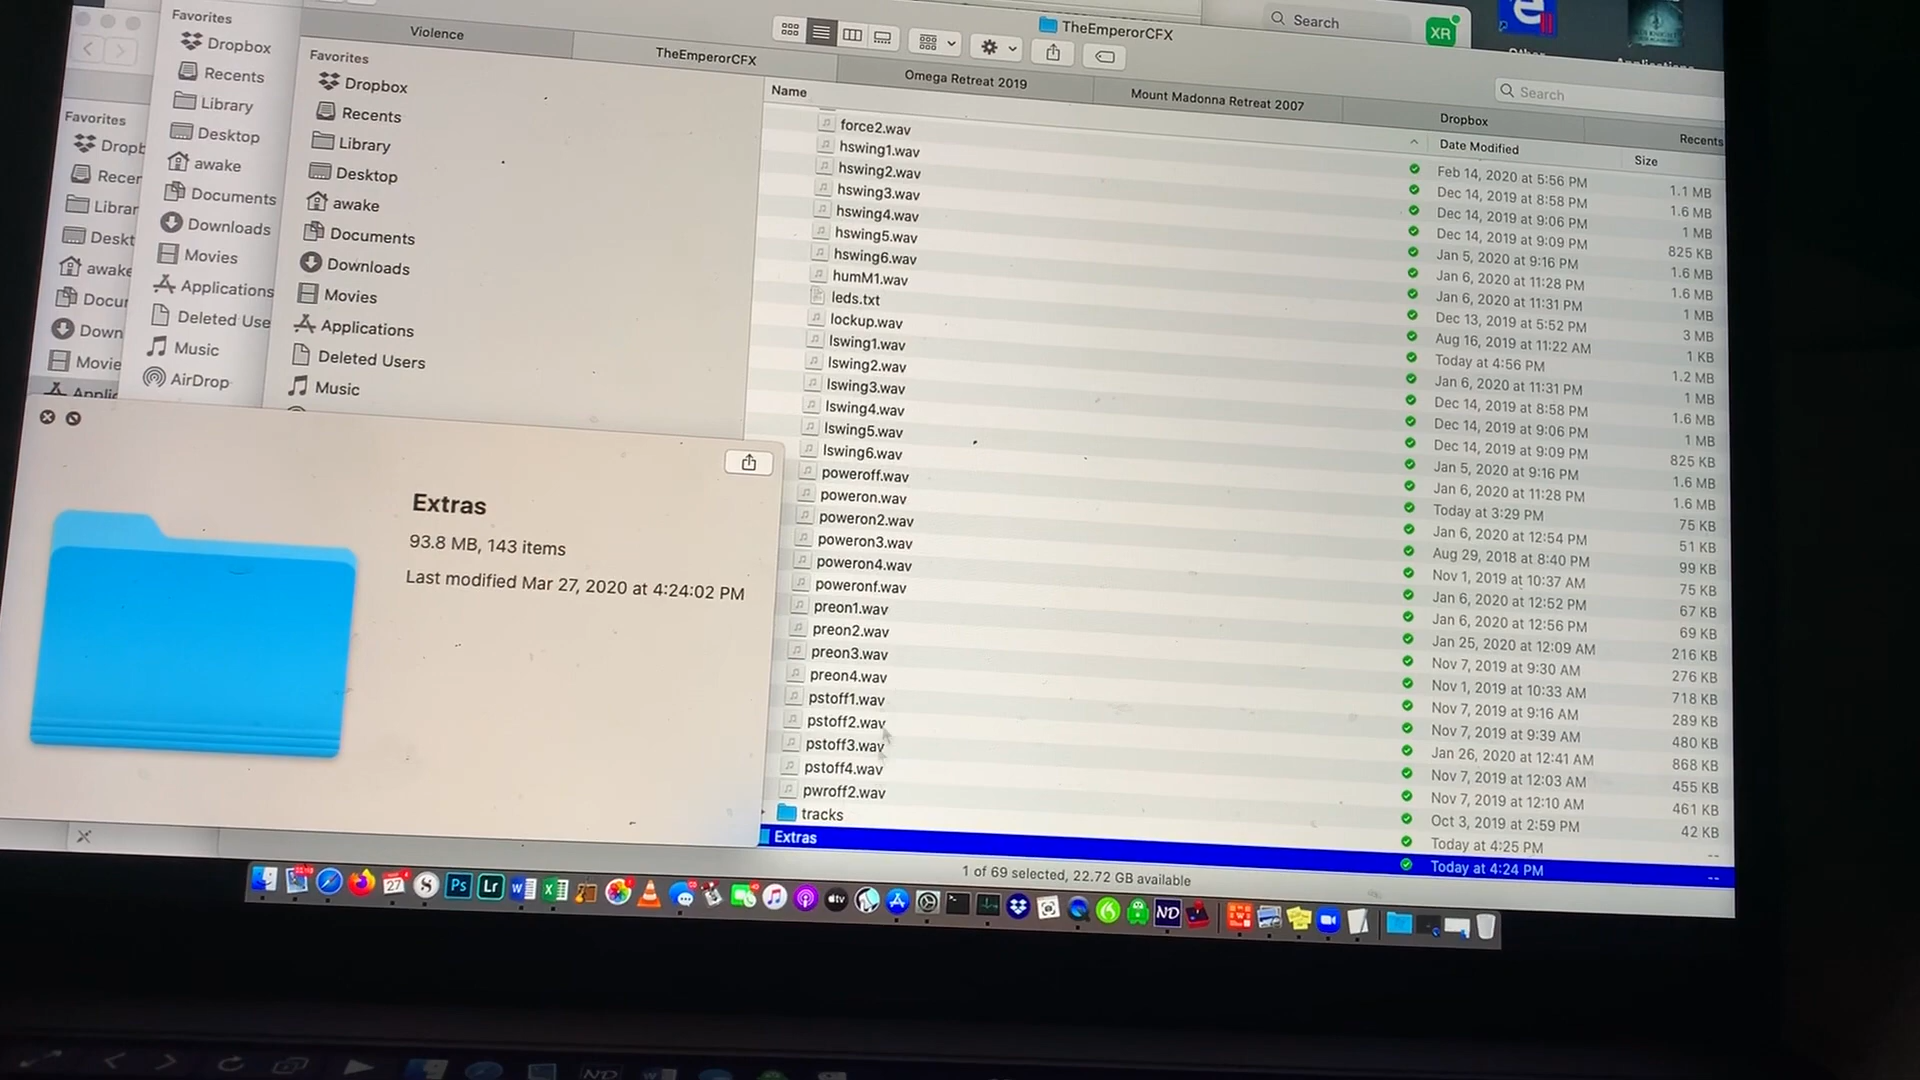 Favorites
Dropb
Recer
Librar
Deskt
awake
Docur
Down
Movie
Applic
Favorites
Dropbox
Recents
Library
Desktop
awake
Documents
Downloads
Movies
Applications
Deleted Use
Music
AirDrop
Violence
TheEmperorCFX
Omega Retreat 2019
Mount Madonna Retreat 2007
Dropbox
Recents
TheEmperorCFX
Search
XR
Search
Favorites
Dropbox
Recents
Library
Desktop
awake
Documents
Downloads
Movies
Applications
Deleted Users
Music
Name
Date Modified
Size
force2.wav
hswing1.wav
hswing2.wav
hswing3.wav
hswing4.wav
hswing5.wav
hswing6.wav
humM1.wav
leds.txt
lockup.wav
lswing1.wav
lswing2.wav
lswing3.wav
lswing4.wav
lswing5.wav
lswing6.wav
poweroff.wav
poweron.wav
poweron2.wav
poweron3.wav
poweron4.wav
poweronf.wav
preon1.wav
preon2.wav
preon3.wav
preon4.wav
pstoff1.wav
pstoff2.wav
pstoff3.wav
pstoff4.wav
pwroff2.wav
tracks
Extras
Feb 14, 2020 at 5:56 PM
Dec 14, 2019 at 8:58 PM
Dec 14, 2019 at 9:06 PM
Dec 14, 2019 at 9:09 PM
Jan 5, 2020 at 9:16 PM
Jan 6, 2020 at 11:28 PM
Jan 6, 2020 at 11:31 PM
Dec 13, 2019 at 5:52 PM
Aug 16, 2019 at 11:22 AM
Today at 4:56 PM
Jan 6, 2020 at 11:31 PM
Dec 14, 2019 at 8:58 PM
Dec 14, 2019 at 9:06 PM
Dec 14, 2019 at 9:09 PM
Jan 5, 2020 at 9:16 PM
Jan 6, 2020 at 11:28 PM
Today at 3:29 PM
Jan 6, 2020 at 12:54 PM
Aug 29, 2018 at 8:40 PM
Nov 1, 2019 at 10:37 AM
Jan 6, 2020 at 12:52 PM
Jan 6, 2020 at 12:56 PM
Jan 25, 2020 at 12:09 AM
Nov 7, 2019 at 9:30 AM
Nov 1, 2019 at 10:33 AM
Nov 7, 2019 at 9:16 AM
Nov 7, 2019 at 9:39 AM
Jan 26, 2020 at 12:41 AM
Nov 7, 2019 at 12:03 AM
Nov 7, 2019 at 12:10 AM
Oct 3, 2019 at 2:59 PM
Today at 4:25 PM
Today at 4:24 PM
1.1 MB
1.6 MB
1 MB
825 KB
1.6 MB
1.6 MB
1 MB
3 MB
1 KB
1.2 MB
1 MB
1.6 MB
1 MB
825 KB
1.6 MB
1.6 MB
75 KB
51 KB
99 KB
75 KB
67 KB
69 KB
216 KB
276 KB
718 KB
289 KB
480 KB
868 KB
455 KB
461 KB
42 KB
--
--
Extras
93.8 MB, 143 items
Last modified Mar 27, 2020 at 4:24:02 PM
1 of 69 selected, 22.72 GB available
27
Ps
Lr
tv
ND
ND